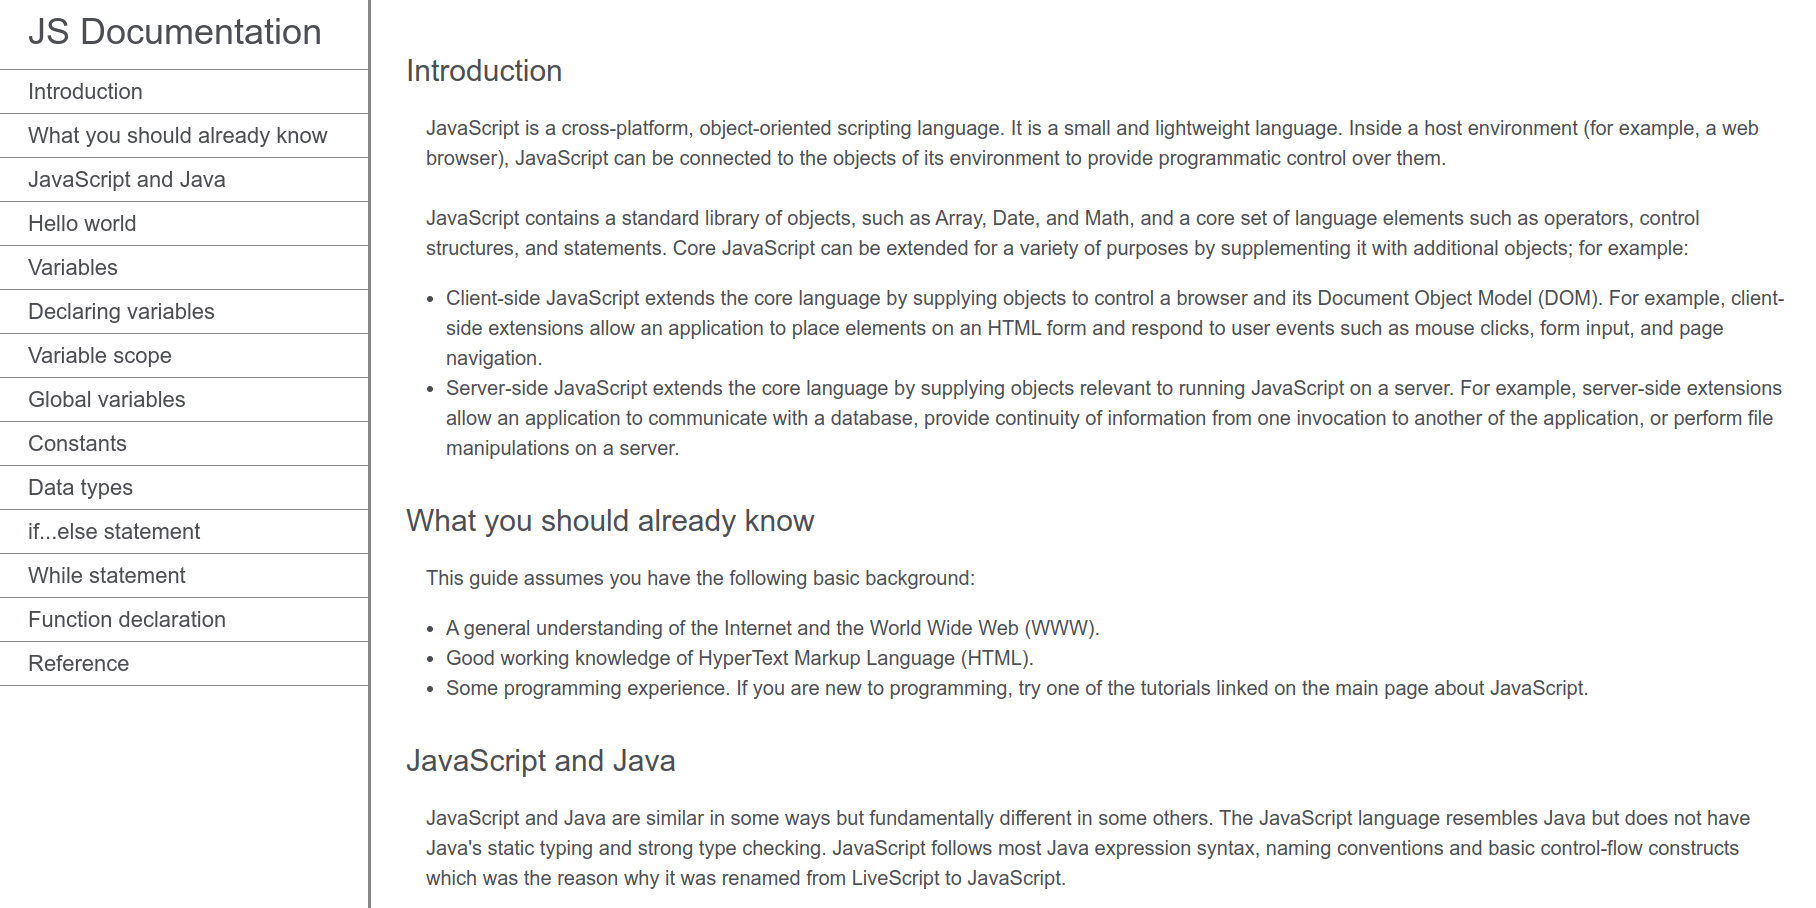 JS Documentation
Introduction
What you should already know
JavaScript and Java
Hello world
Variables
Declaring variables
Variable scope
Global variables
Constants
Data types
if...else statement
While statement
Function declaration
Reference
Introduction
JavaScript is a cross-platform, object-oriented scripting language. It is a small and lightweight language. Inside a host environment (for example, a web
browser), JavaScript can be connected to the objects of its environment to provide programmatic control over them.
JavaScript contains a standard library of objects, such as Array, Date, and Math, and a core set of language elements such as operators, control
structures, and statements. Core JavaScript can be extended for a variety of purposes by supplementing it with additional objects; for example:
• Client-side JavaScript extends the core language by supplying objects to control a browser and its Document Object Model (DOM). For example, client-
side extensions allow an application to place elements on an HTML form and respond to user events such as mouse clicks, form input, and page
navigation.
• Server-side JavaScript extends the core language by supplying objects relevant to running JavaScript on a server. For example, server-side extensions
allow an application to communicate with a database, provide continuity of information from one invocation to another of the application, or perform file
manipulations on a server.
What you should already know
This guide assumes you have the following basic background:
• A general understanding of the Internet and the World Wide Web (WWW).
• Good working knowledge of HyperText Markup Language (HTML).
• Some programming experience. If you are new to programming, try one of the tutorials linked on the main page about JavaScript.
JavaScript and Java
JavaScript and Java are similar in some ways but fundamentally different in some others. The JavaScript language resembles Java but does not have
Java's static typing and strong type checking. JavaScript follows most Java expression syntax, naming conventions and basic control-flow constructs
which was the reason why it was renamed from LiveScript to JavaScript.